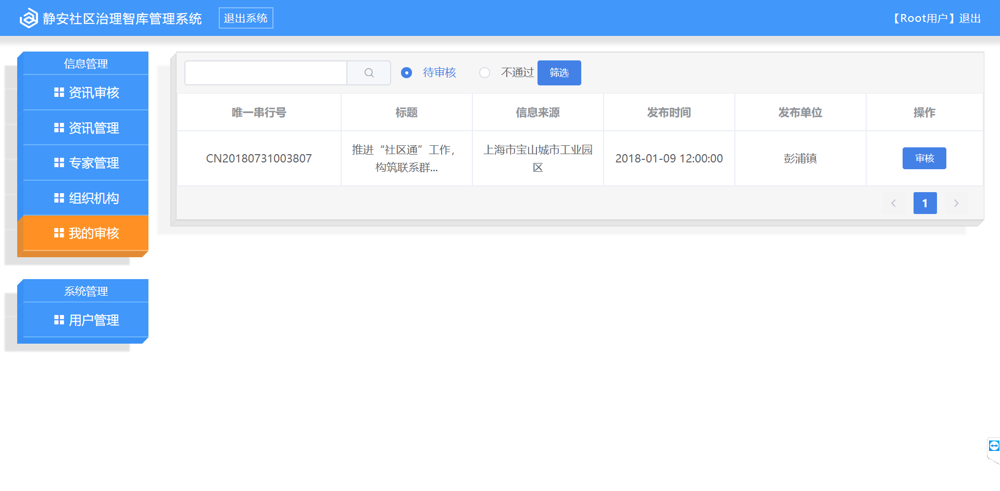 静安社区治理智库管理系统 退出系统 【Root用户】退出
信息管理
资讯审核
资讯管理
专家管理
组织机构
我的审核
系统管理
用户管理
待审核 不通过 筛选
唯一串行号 标题 信息来源 发布时间 发布单位 操作
CN20180731003807 推进“社区通”工作， 上海市宝山城市工业园 2018-01-09 12:00:00 彭浦镇 审核
构筑联系群... 区
1